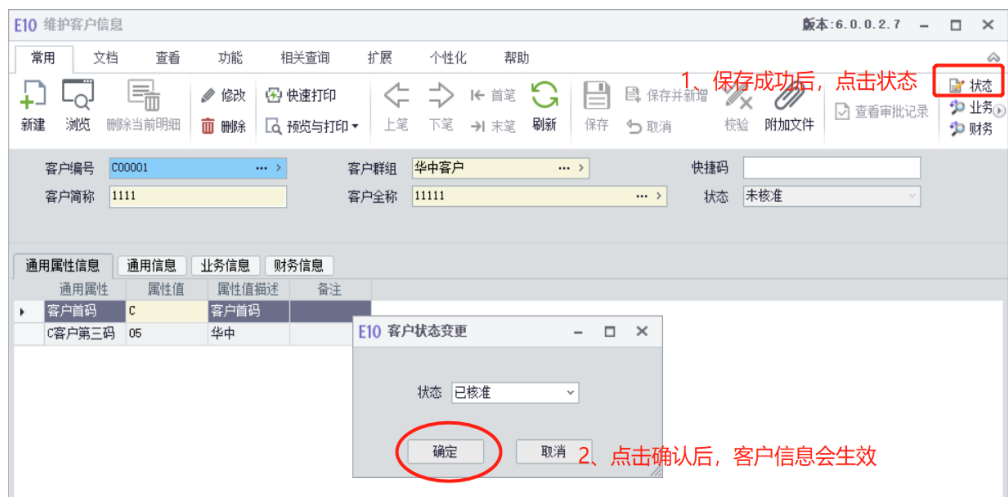 E10 维护客户信息 版本:6.0.0.2.7
常用 文档 查看 功能 相关查询 扩展 个性化 帮助
1、保存成功后，点击状态
新建 浏览 删除当前明细 修改 快速打印 上笔 下笔 首笔 刷新 保存 保存并新增 校验 附加文件 查看审批记录 状态
业务
删除 预览与打印 末笔 取消 财务
客户编号 C00001 ... > 客户群组 华中客户 ... > 快捷码
客户简称 1111 客户全称 11111 ... > 状态 未核准
通用属性信息 通用信息 业务信息 财务信息
通用属性 属性值 属性值描述 备注
客户首码 C 客户首码
C客户第三码 05 华中
E10 客户状态变更
状态 已核准
确定 取消
2、点击确认后，客户信息会生效